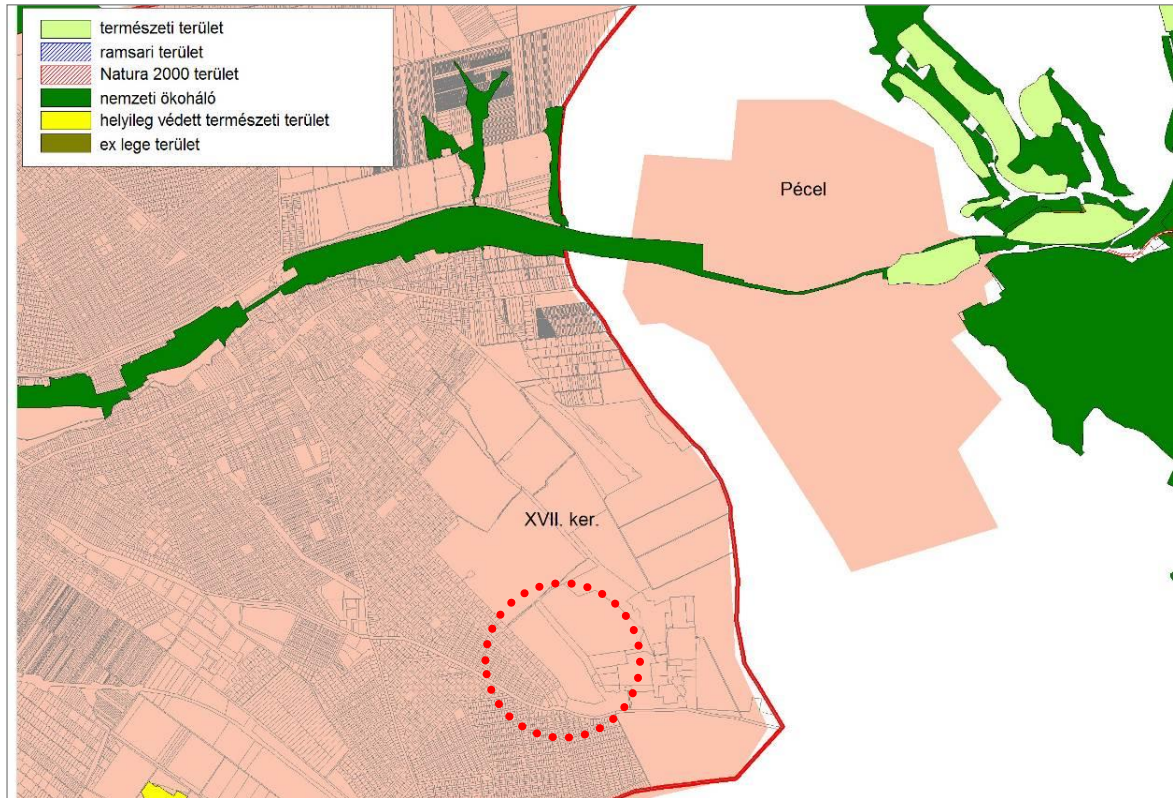 természeti terület
ramsari terület
Natura 2000 terület
nemzeti ökoháló
helyileg védett természeti terület
ex lege terület
Pécel
XVII. ker.